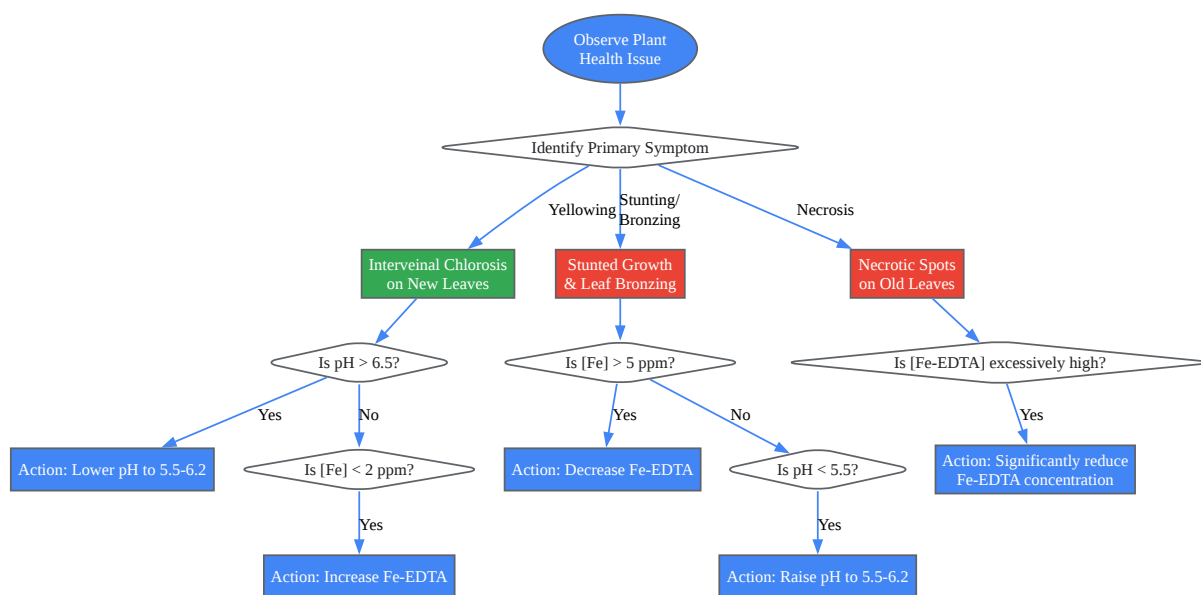 Observe Plant
Health Issue
Identify Primary Symptom
Yellowing
Stunting/
Bronzing
Necrosis
Interveinal Chlorosis
on New Leaves
Stunted Growth
& Leaf Bronzing
Necrotic Spots
on Old Leaves
Is pH > 6.5?
Is [Fe] > 5 ppm?
Is [Fe-EDTA] excessively high?
Yes
No
Yes
No
Yes
Action: Lower pH to 5.5-6.2
Is [Fe] < 2 ppm?
Action: Decrease Fe-EDTA
Is pH < 5.5?
Action: Significantly reduce
Fe-EDTA concentration
Yes
Yes
Action: Increase Fe-EDTA
Action: Raise pH to 5.5-6.2